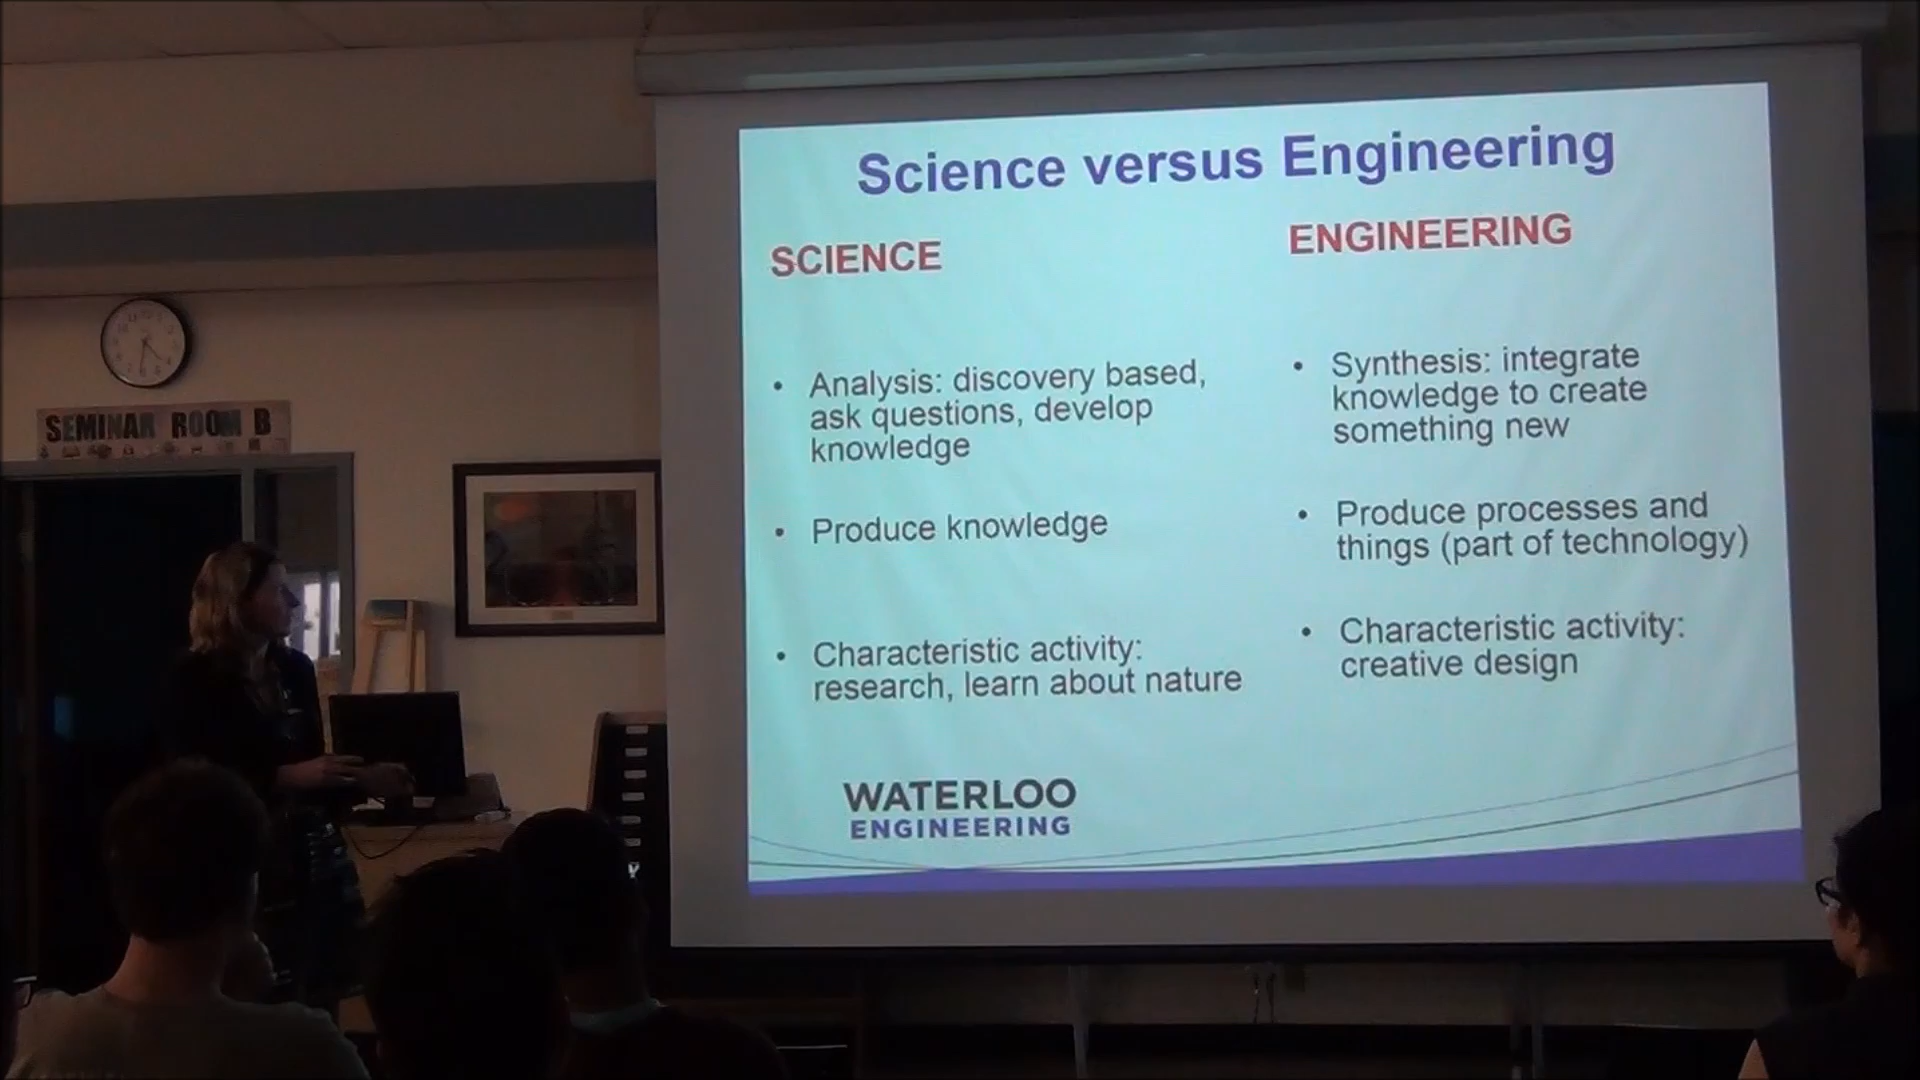 Science versus Engineering
SCIENCE
• Analysis: discovery based,
ask questions, develop
knowledge
• Produce knowledge
• Characteristic activity:
research, learn about nature
ENGINEERING
• Synthesis: integrate
knowledge to create
something new
• Produce processes and
things (part of technology)
• Characteristic activity:
creative design
WATERLOO
ENGINEERING
SEMINAR ROOM B